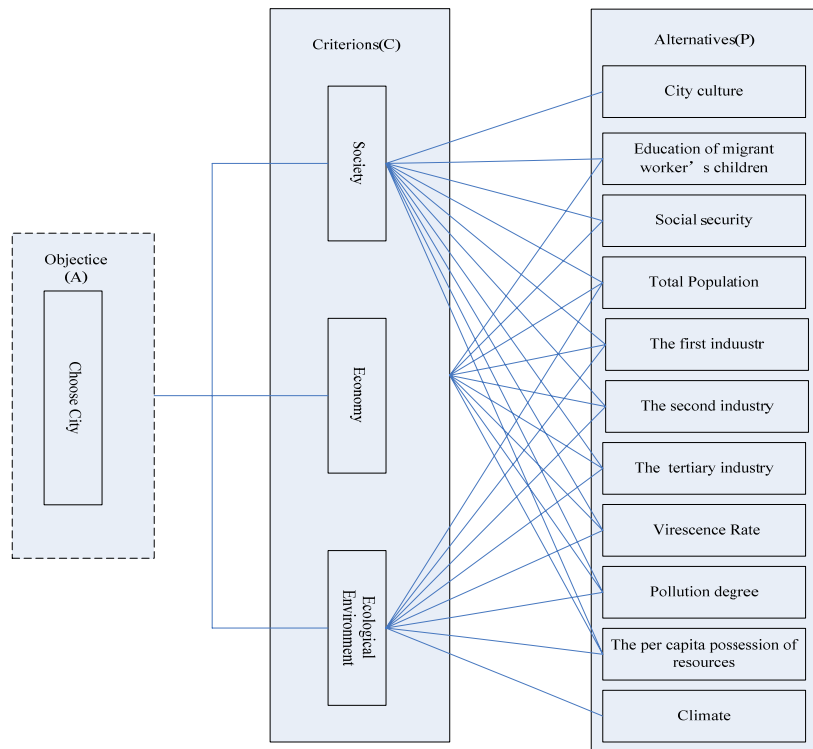 Objectice
(A)
Choose City
Criterions(C)
Society
Economy
Ecological
Environment
Alternatives(P)
City culture
Education of migrant
worker’s children
Social security
Total Population
The first induustr
The second industry
The tertiary industry
Virescence Rate
Pollution degree
The per capita possession of
resources
Climate